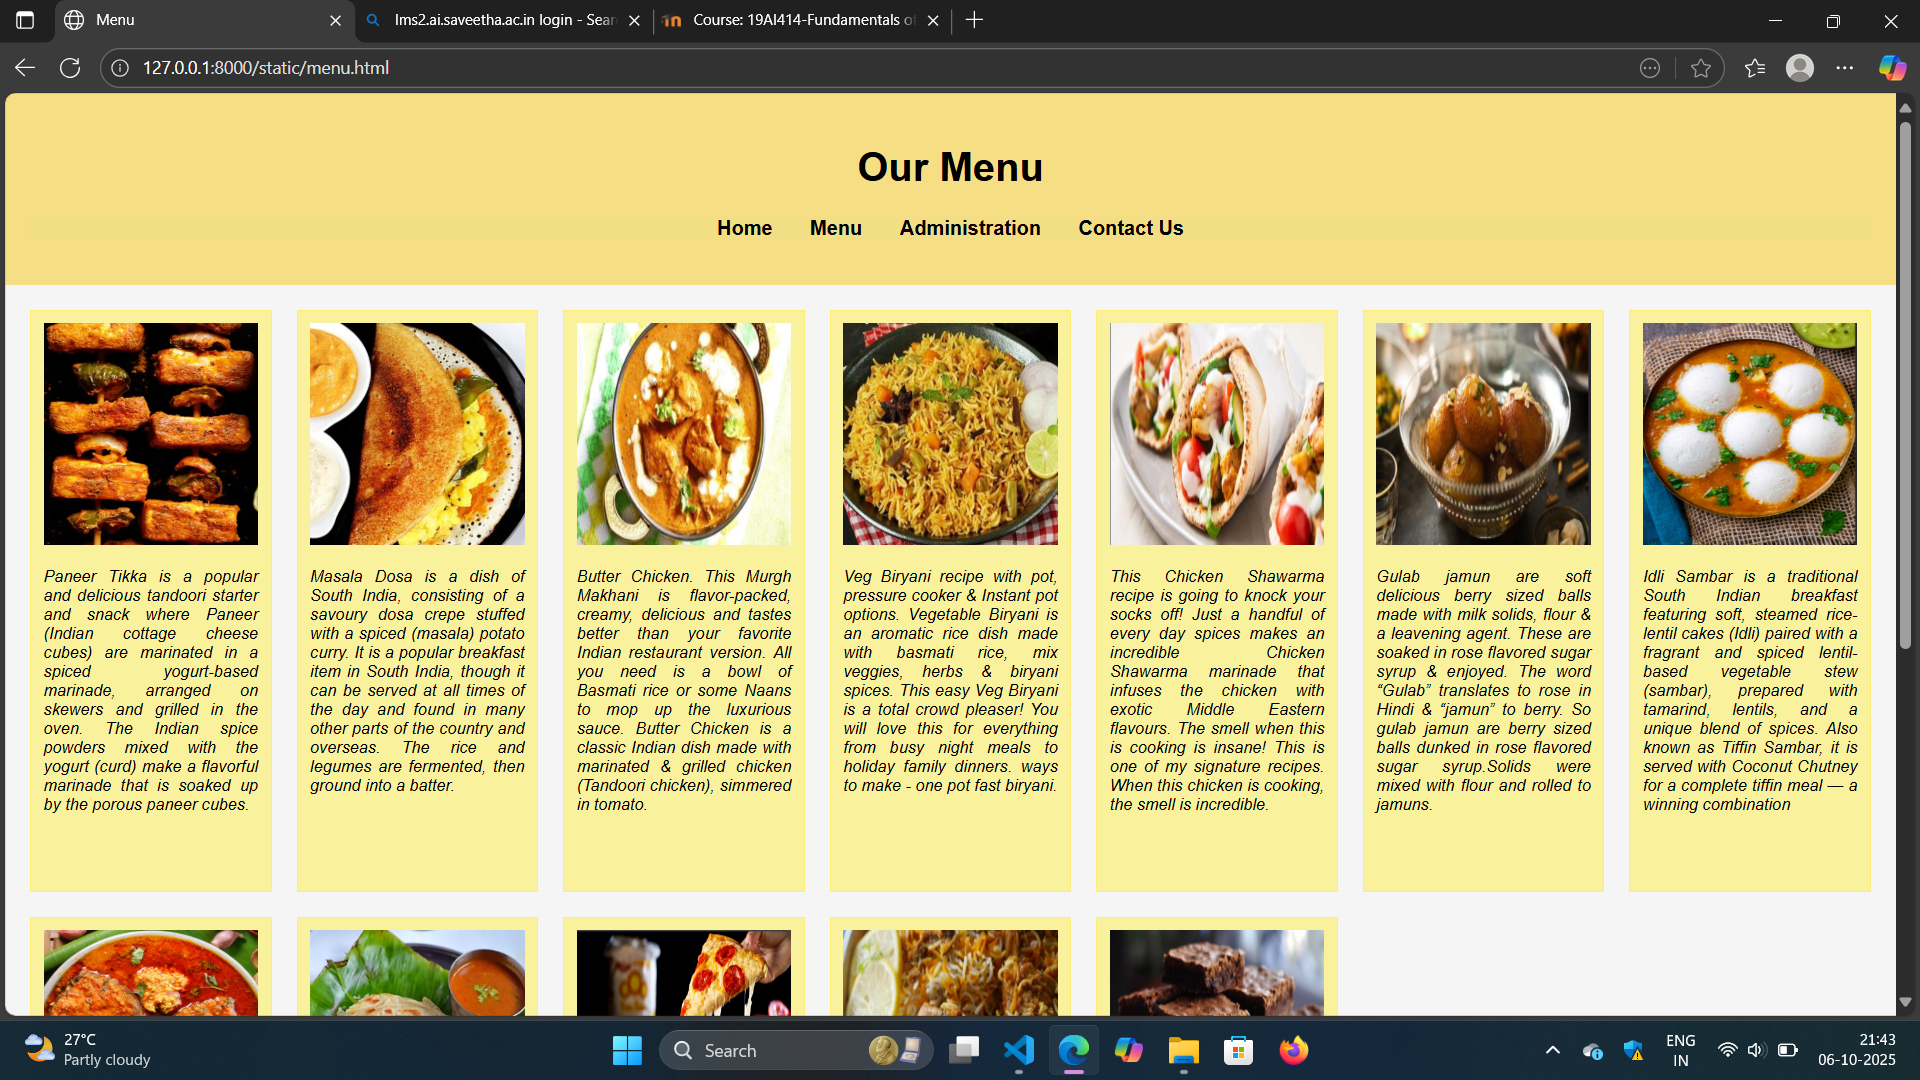 Menu
lms2.ai.saveetha.ac.in login - Sear
Course: 19AI414-Fundamentals of
127.0.0.1:8000/static/menu.html
Our Menu
Home Menu Administration Contact Us
Paneer Tikka is a popular
and delicious tandoori starter
and snack where Paneer
(Indian cottage cheese
cubes) are marinated in a
spiced yogurt-based
marinade, arranged on
skewers and grilled in the
oven. The Indian spice
powders mixed with the
yogurt (curd) make a flavorful
marinade that is soaked up
by the porous paneer cubes.
Masala Dosa is a dish of
South India, consisting of a
savoury dosa crepe stuffed
with a spiced (masala) potato
curry. It is a popular breakfast
item in South India, though it
can be served at all times of
the day and found in many
other parts of the country and
overseas. The rice and
legumes are fermented, then
ground into a batter.
Butter Chicken. This Murgh
Makhani is flavor-packed,
creamy, delicious and tastes
better than your favorite
Indian restaurant version. All
you need is a bowl of
Basmati rice or some Naans
to mop up the luxurious
sauce. Butter Chicken is a
classic Indian dish made with
marinated & grilled chicken
(Tandoori chicken), simmered
in tomato.
Veg Biryani recipe with pot,
pressure cooker & Instant pot
options. Vegetable Biryani is
an aromatic rice dish made
with basmati rice, mix
veggies, herbs & biryani
spices. This easy Veg Biryani
is a total crowd pleaser! You
will love this for everything
from busy night meals to
holiday family dinners. ways
to make - one pot fast biryani.
This Chicken Shawarma
recipe is going to knock your
socks off! Just a handful of
every day spices makes an
incredible Chicken
Shawarma marinade that
infuses the chicken with
exotic Middle Eastern
flavours. The smell when this
is cooking is insane! This is
one of my signature recipes.
When this chicken is cooking,
the smell is incredible.
Gulab jamun are soft
delicious berry sized balls
made with milk solids, flour &
a leavening agent. These are
soaked in rose flavored sugar
syrup & enjoyed. The word
“Gulab” translates to rose in
Hindi & “jamun” to berry. So
gulab jamun are berry sized
balls dunked in rose flavored
sugar syrup.Solids were
mixed with flour and rolled to
jamuns.
Idli Sambar is a traditional
South Indian breakfast
featuring soft, steamed rice-
lentil cakes (Idli) paired with a
fragrant and spiced lentil-
based vegetable stew
(sambar), prepared with
tamarind, lentils, and a
unique blend of spices. Also
known as Tiffin Sambar, it is
served with Coconut Chutney
for a complete tiffin meal — a
winning combination
27°C
Partly cloudy
Search
ENG
IN
21:43
06-10-2025